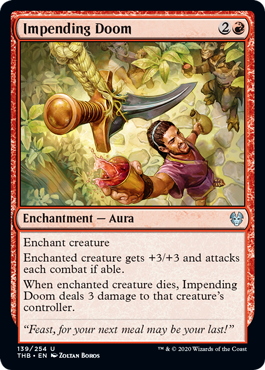 Impending Doom 2
Enchantment — Aura
Enchant creature
Enchanted creature gets +3/+3 and attacks
each combat if able.
When enchanted creature dies, Impending
Doom deals 3 damage to that creature's
controller.
"Feast, for your next meal may be your last!"
139/254 U
THB • EN ZOLTAN BOROS
™ & © 2020 Wizards of the Coast